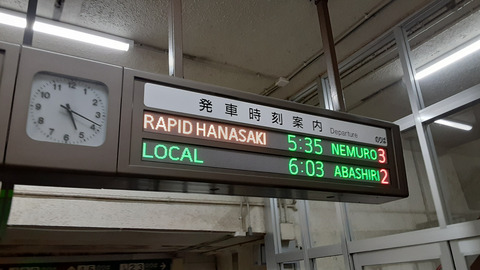 発車時刻案内 Departure
RAPID HANASAKI 5:35 NEMURO 3
LOCAL 6:03 ABASHIRI 2